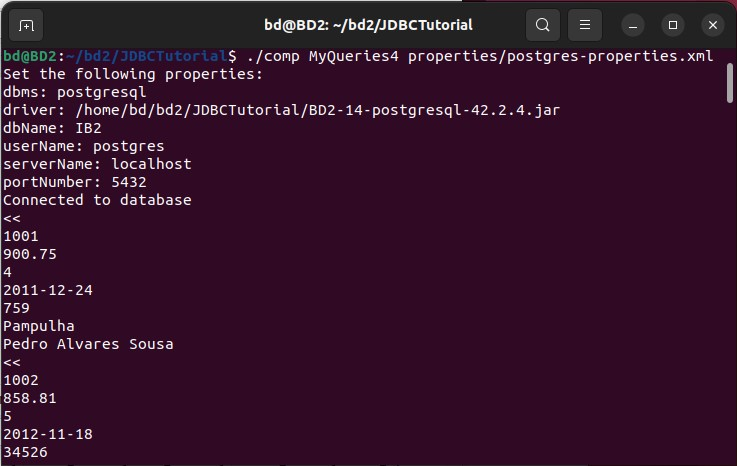 bd@BD2: ~/bd2/JDBCTutorial
bd@BD2:~/bd2/JDBCTutorial$ ./comp MyQueries4 properties/postgres-properties.xml
Set the following properties:
dbms: postgresql
driver: /home/bd/bd2/JDBCTutorial/BD2-14-postgresql-42.2.4.jar
dbName: IB2
userName: postgres
serverName: localhost
portNumber: 5432
Connected to database
<<
1001
900.75
4
2011-12-24
759
Pampulha
Pedro Alvares Sousa
<<
1002
858.81
5
2012-11-18
34526